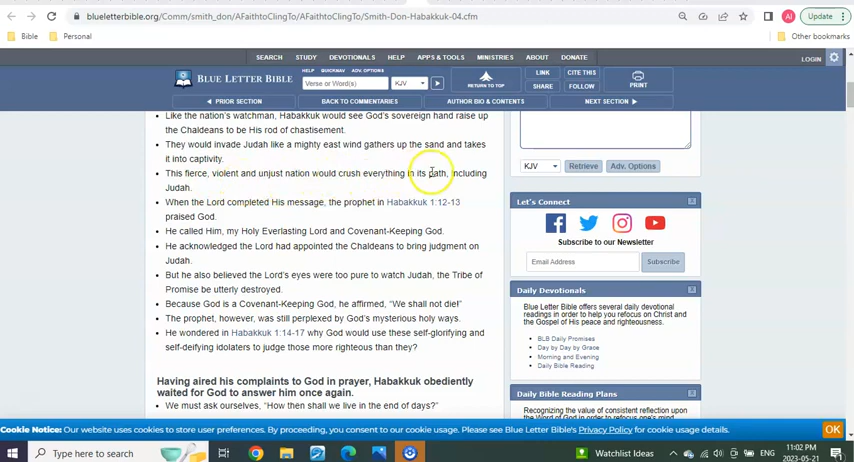 blueletterbible.org/Comm/smith_don/AFaithtoClingTo/AFaithtoClingTo/Smith-Don-Habakkuk-04.cfm
AI
Update
Bible
Personal
Other bookmarks
SEARCH STUDY DEVOTIONALS HELP APPS & TOOLS MINISTRIES ABOUT DONATE
LOGIN
BLUE LETTER BIBLE
HELP QUICKNAV ADV. OPTIONS
Verse or Word(s)
KJV
RETURN TO TOP
LINK
CITE THIS
SHARE
FOLLOW
PRINT
PRIOR SECTION
BACK TO COMMENTARIES
AUTHOR BIO & CONTENTS
NEXT SECTION
Like the nation's watchman, Habakkuk would see God's sovereign hand raise up
the Chaldeans to be His rod of chastisement.
They would invade Judah like a mighty east wind gathers up the sand and takes
it into captivity.
This fierce, violent and unjust nation would crush everything in its path, including
Judah.
When the Lord completed His message, the prophet in Habakkuk 1:12-13
praised God.
He called Him, my Holy Everlasting Lord and Covenant-Keeping God.
He acknowledged the Lord had appointed the Chaldeans to bring judgment on
Judah.
But he also believed the Lord's eyes were too pure to watch Judah, the Tribe of
Promise be utterly destroyed.
Because God is a Covenant-Keeping God, he affirmed, "We shall not die!"
The prophet, however, was still perplexed by God's mysterious holy ways.
He wondered in Habakkuk 1:14-17 why God would use these self-glorifying and
self-deifying idolaters to judge those more righteous than they?
Having aired his complaints to God in prayer, Habakkuk obediently
waited for God to answer him once again.
We must ask ourselves, "How then shall we live in the end of days?"
KJV
Retrieve
Adv. Options
Let's Connect
Subscribe to our Newsletter
Email Address
Subscribe
Daily Devotionals
Blue Letter Bible offers several daily devotional
readings in order to help you refocus on Christ and
the Gospel of His peace and righteousness.
BLB Daily Promises
Day by Day by Grace
Morning and Evening
Daily Bible Reading
Daily Bible Reading Plans
Recognizing the value of consistent reflection upon
Cookie Notice: Our website uses cookies to store user preferences. By proceeding, you consent to our cookie usage. Please see Blue Letter Bible's Privacy Policy for cookie usage details.
OK
Type here to search
Watchlist Ideas
ENG
11:02 PM
2023-05-21